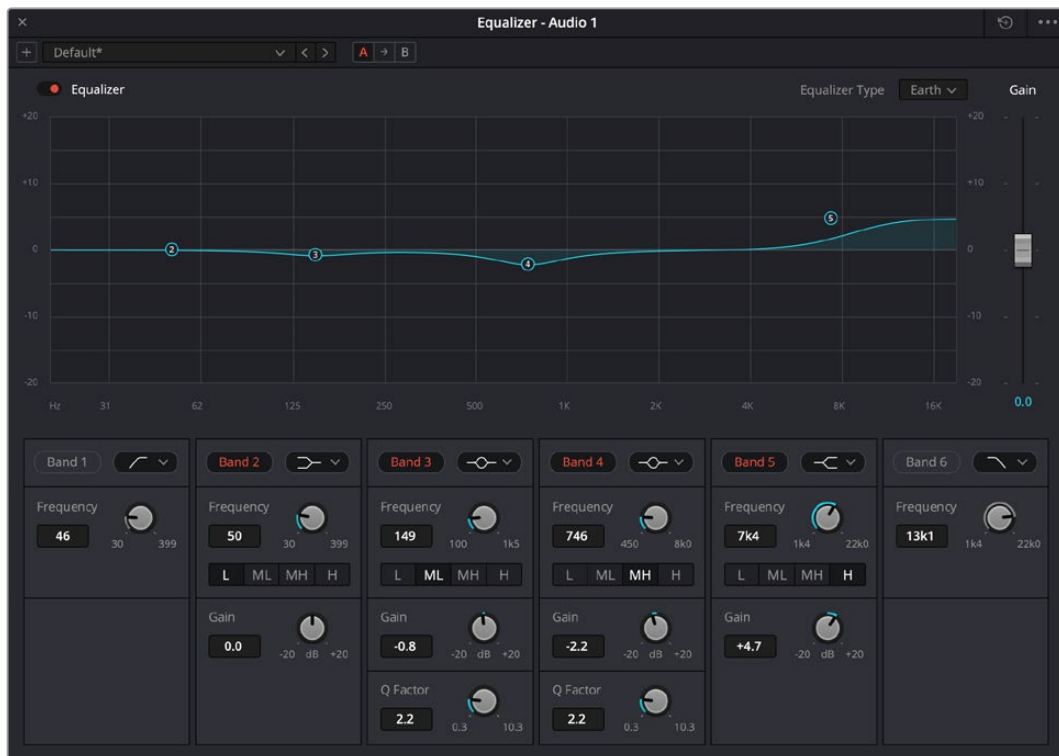 Equalizer - Audio 1
Default*
A B
Equalizer
Equalizer Type Earth Gain
+20 +20
+10 +10
0 0
-10 -10
-20 -20
Hz 31 62 125 250 500 1K 2K 4K 8K 16K
0.0
2 3 4 5
Band 1 Band 2 Band 3 Band 4 Band 5 Band 6
Frequency Frequency Frequency Frequency Frequency Frequency
46 50 149 746 7k4 13k1
30 399 30 399 100 1k5 450 8k0 1k4 22k0 1k4 22k0
L ML MH H L ML MH H L ML MH H L ML MH H
Gain Gain Gain Gain
0.0 -0.8 -2.2 +4.7
-20 dB +20 -20 dB +20 -20 dB +20 -20 dB +20
Q Factor Q Factor
2.2 2.2
0.3 10.3 0.3 10.3